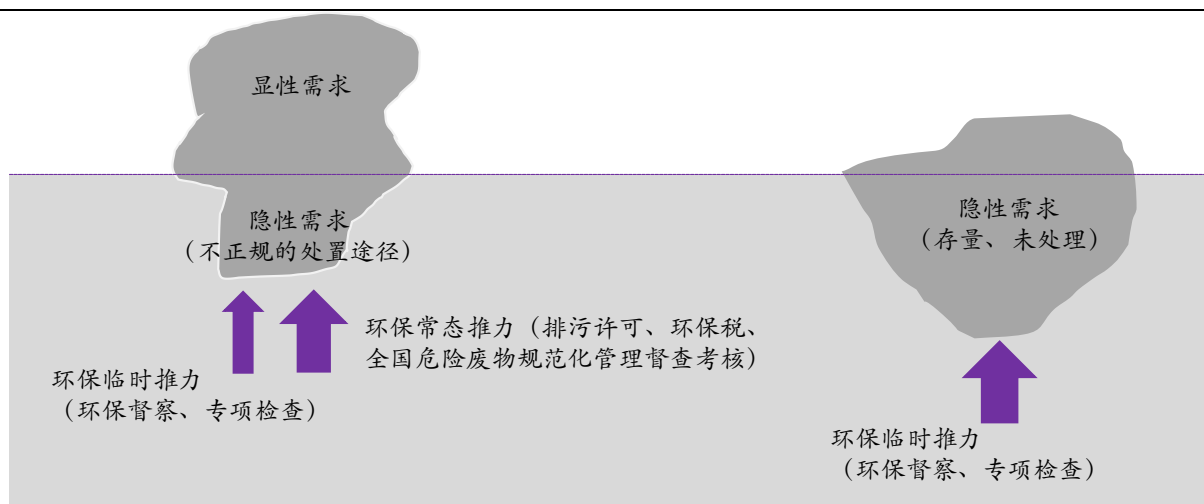 显性需求
隐性需求
（不正规的处置途径）
环保常态推力（排污许可、环保税、
全国危险废物规范化管理督查考核）
环保临时推力
（环保督察、专项检查）
隐性需求
（存量、未处理）
环保临时推力
（环保督察、专项检查）